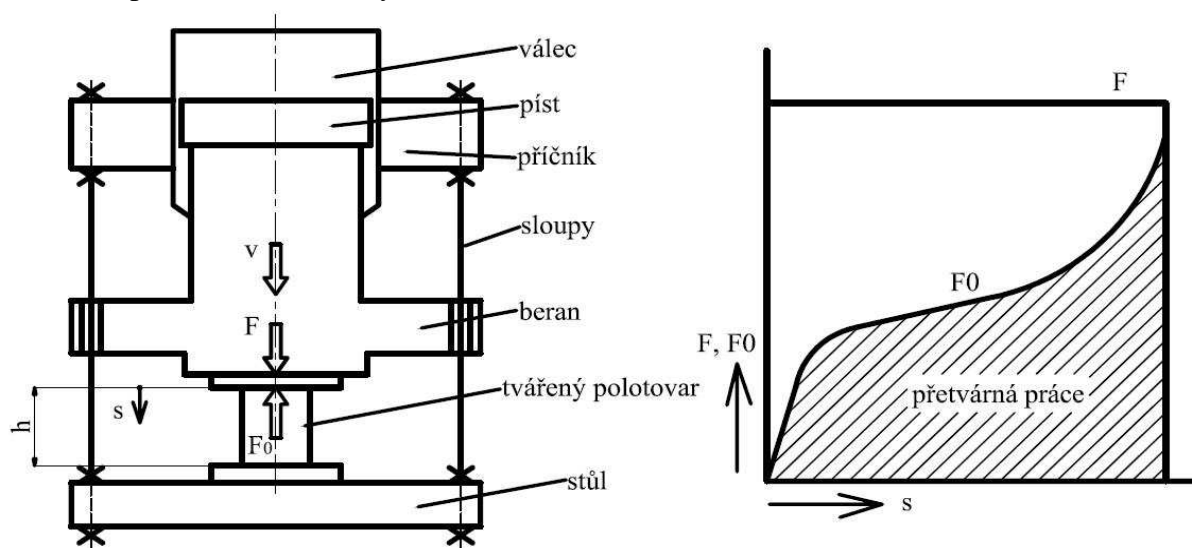 válec
píst
příčník
sloupy
v
beran
F
tvářený polotovar
s
h
F0
stůl
F
F0
F, F0
přetvárná práce
s